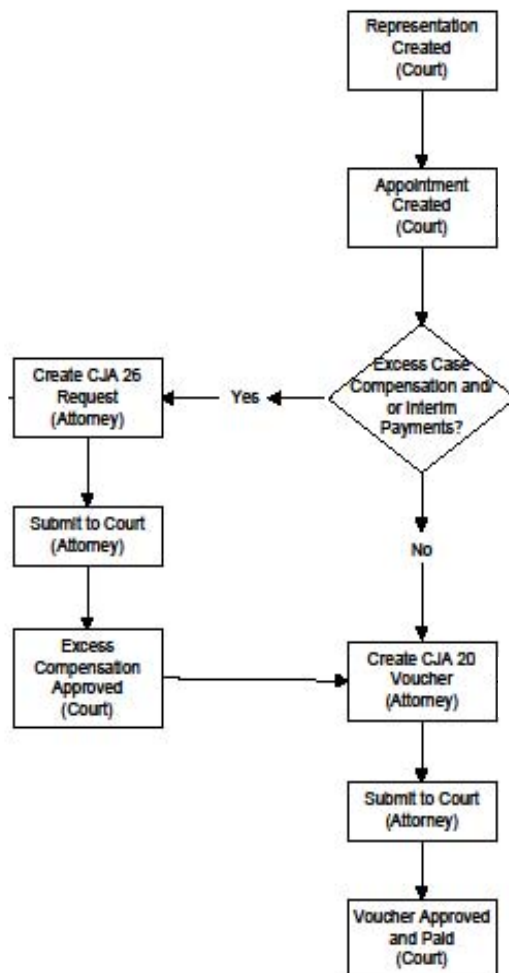 Representation
Created
(Court)
Appointment
Created
(Court)
Excess Case
Compensation and/
or Interim
Payments?
Yes
Create CJA 26
Request
(Attorney)
Submit to Court
(Attorney)
Excess
Compensation
Approved
(Court)
No
Create CJA 20
Voucher
(Attorney)
Submit to Court
(Attorney)
Voucher Approved
and Paid
(Court)